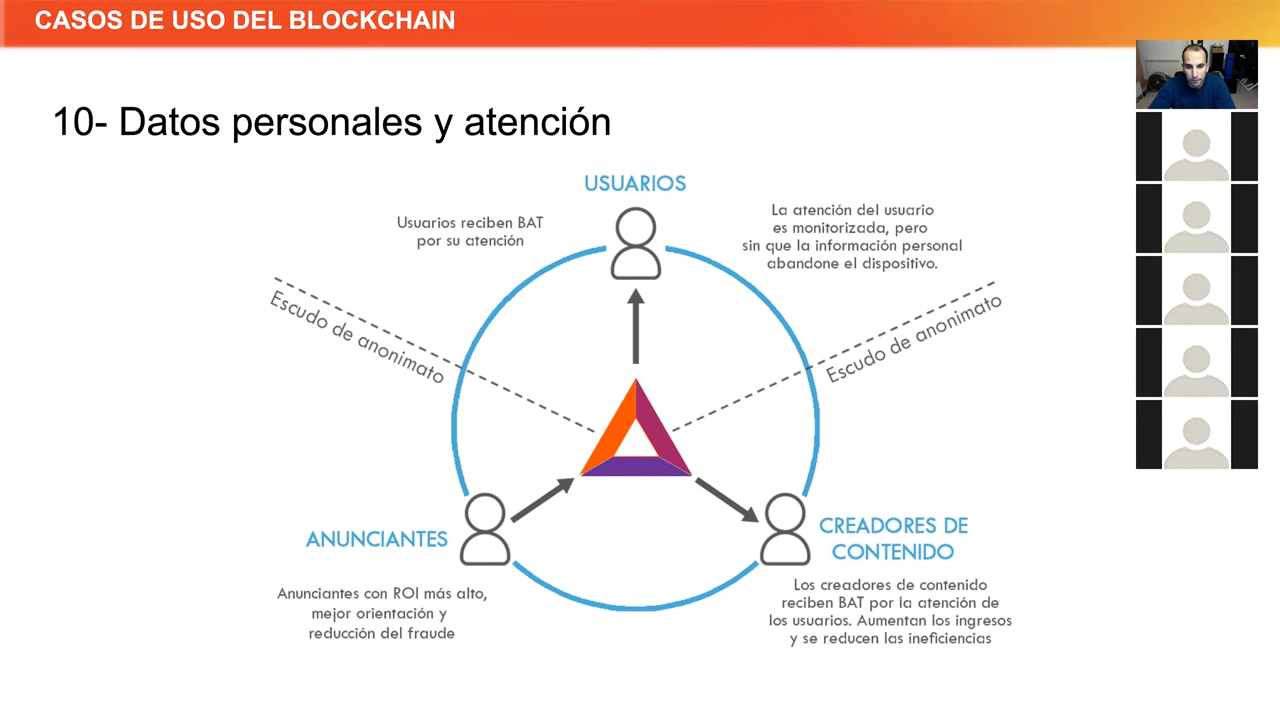 CASOS DE USO DEL BLOCKCHAIN
10- Datos personales y atención
USUARIOS
Usuarios reciben BAT
por su atención
La atención del usuario
es monitorizada, pero
sin que la información personal
abandone el dispositivo.
Escudo de anonimato
Escudo de anonimato
ANUNCIANTES
Anunciantes con ROI más alto,
mejor orientación y
reducción del fraude
CREADORES DE
CONTENIDO
Los creadores de contenido
reciben BAT por la atención de
los usuarios. Aumentan los ingresos
y se reducen las ineficiencias